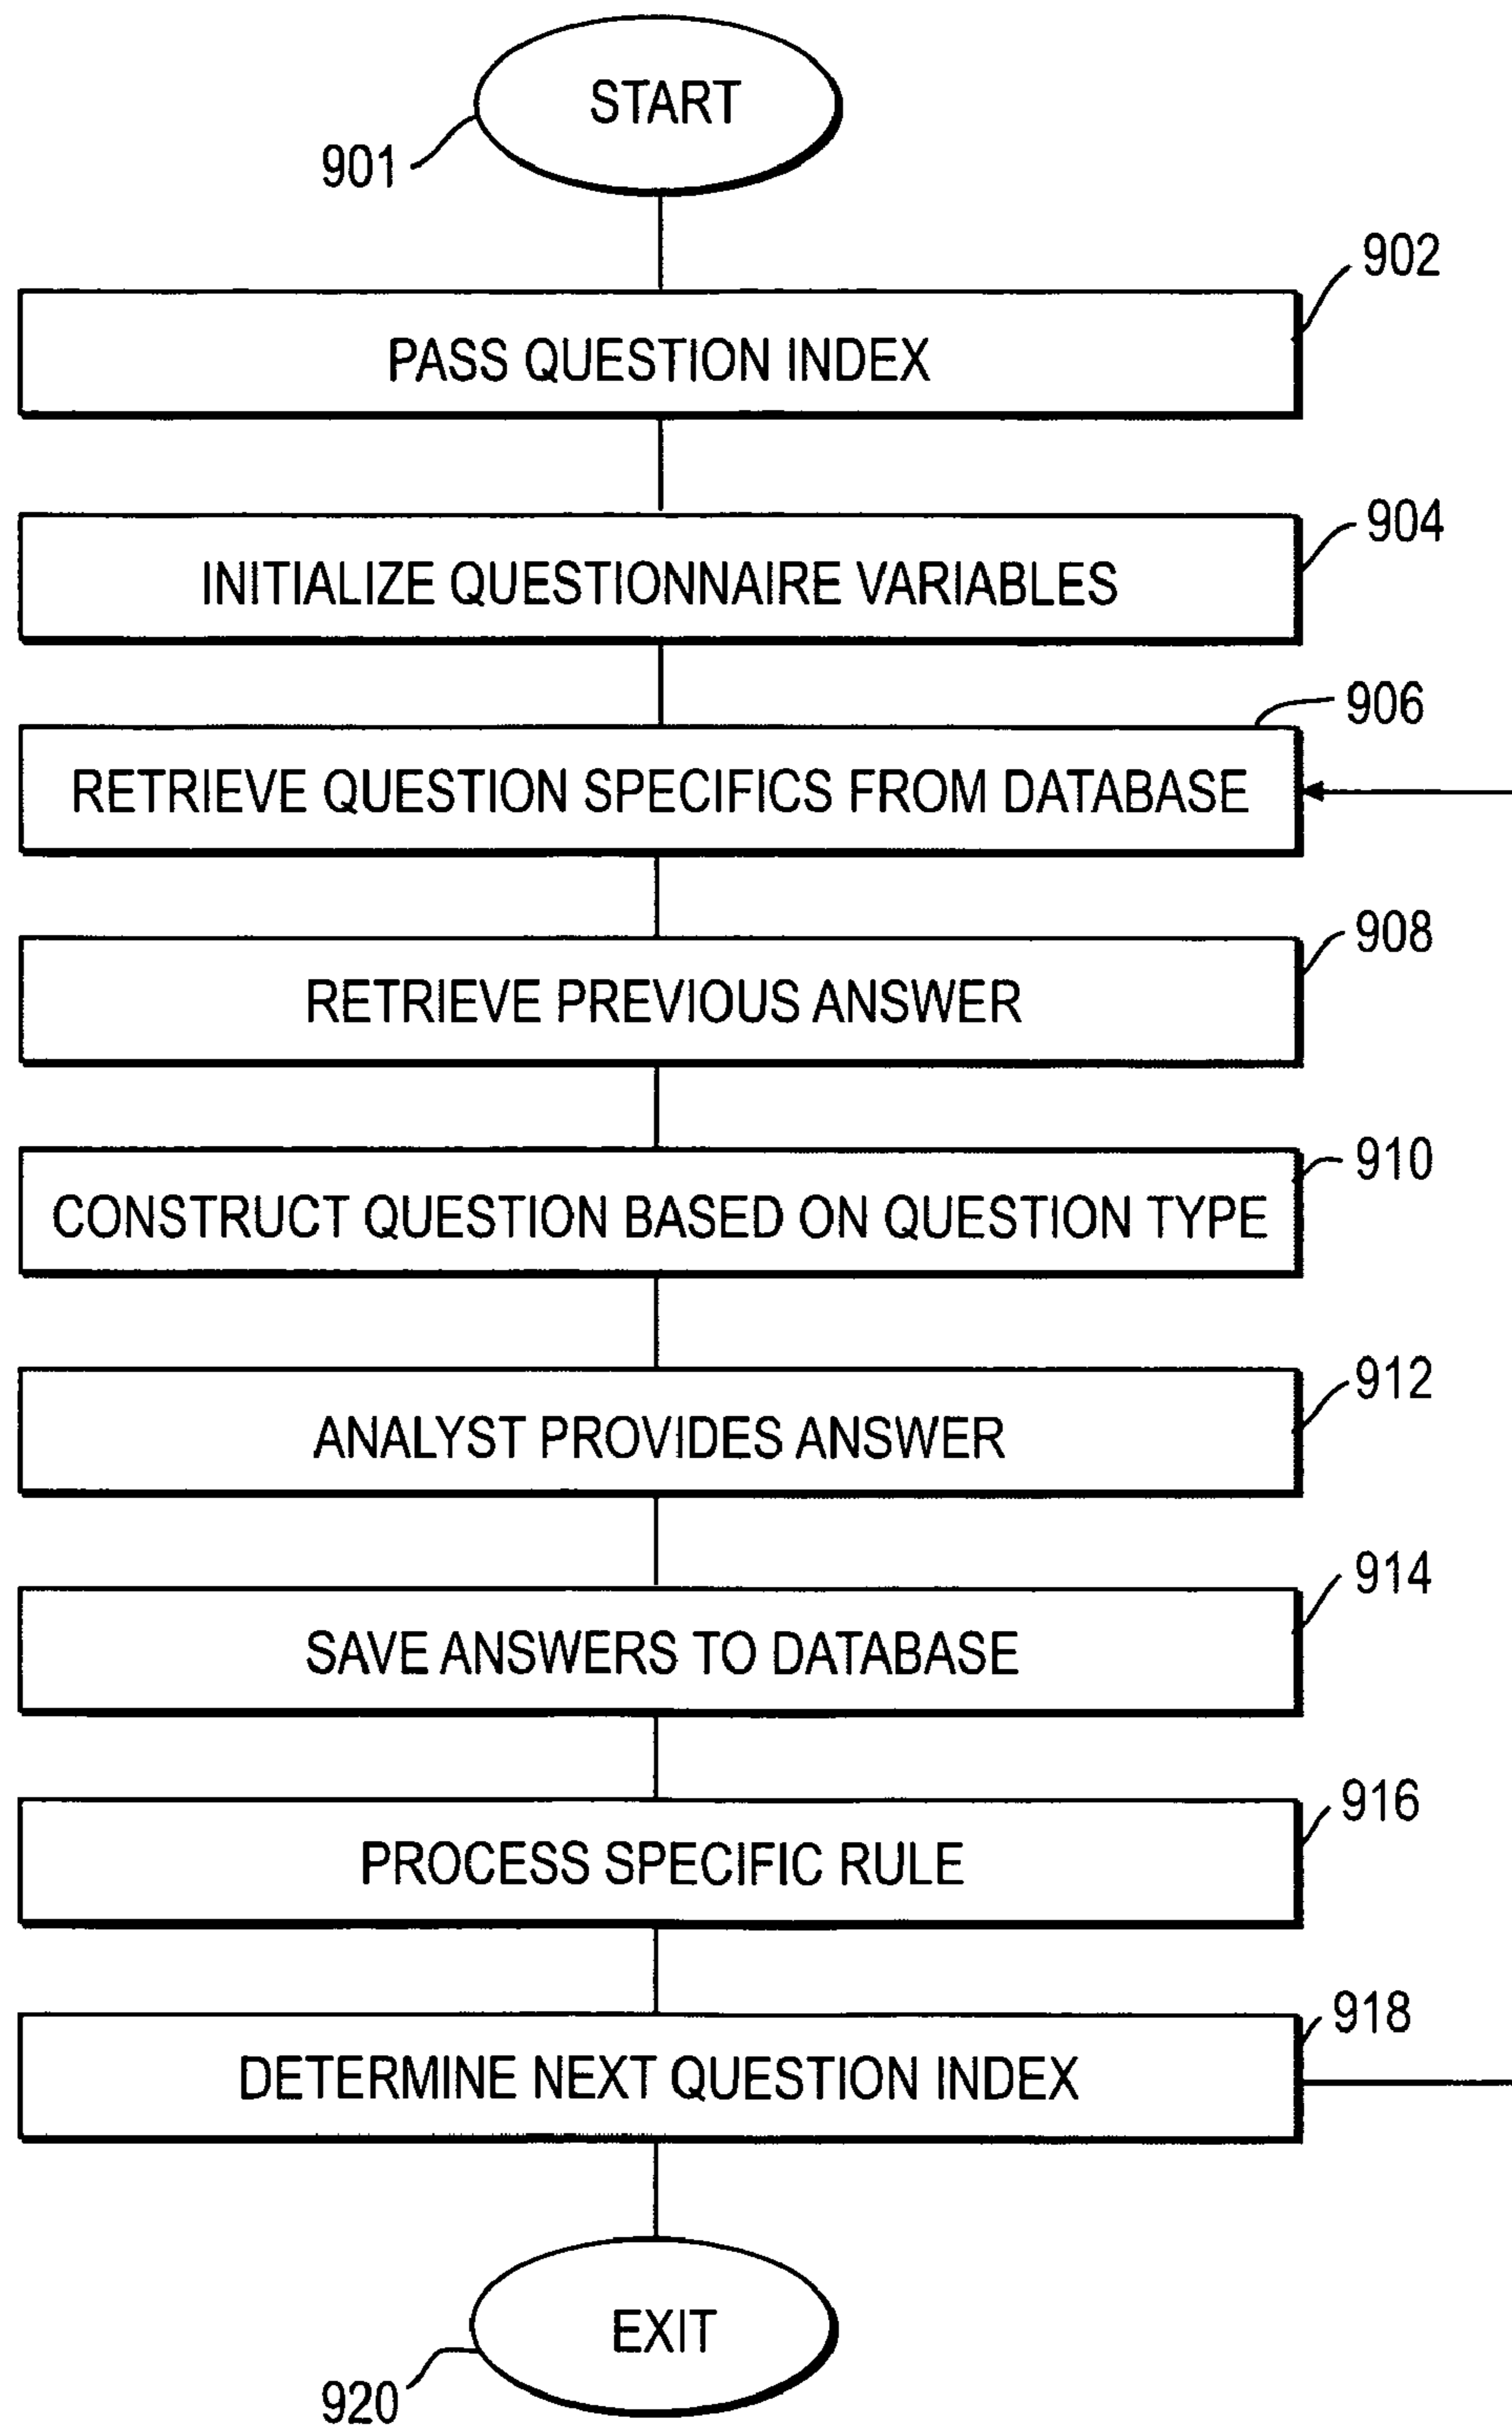 START
901
902
PASS QUESTION INDEX
904
INITIALIZE QUESTIONNAIRE VARIABLES
906
RETRIEVE QUESTION SPECIFICS FROM DATABASE
908
RETRIEVE PREVIOUS ANSWER
910
CONSTRUCT QUESTION BASED ON QUESTION TYPE
912
ANALYST PROVIDES ANSWER
914
SAVE ANSWERS TO DATABASE
916
PROCESS SPECIFIC RULE
918
DETERMINE NEXT QUESTION INDEX
EXIT
920